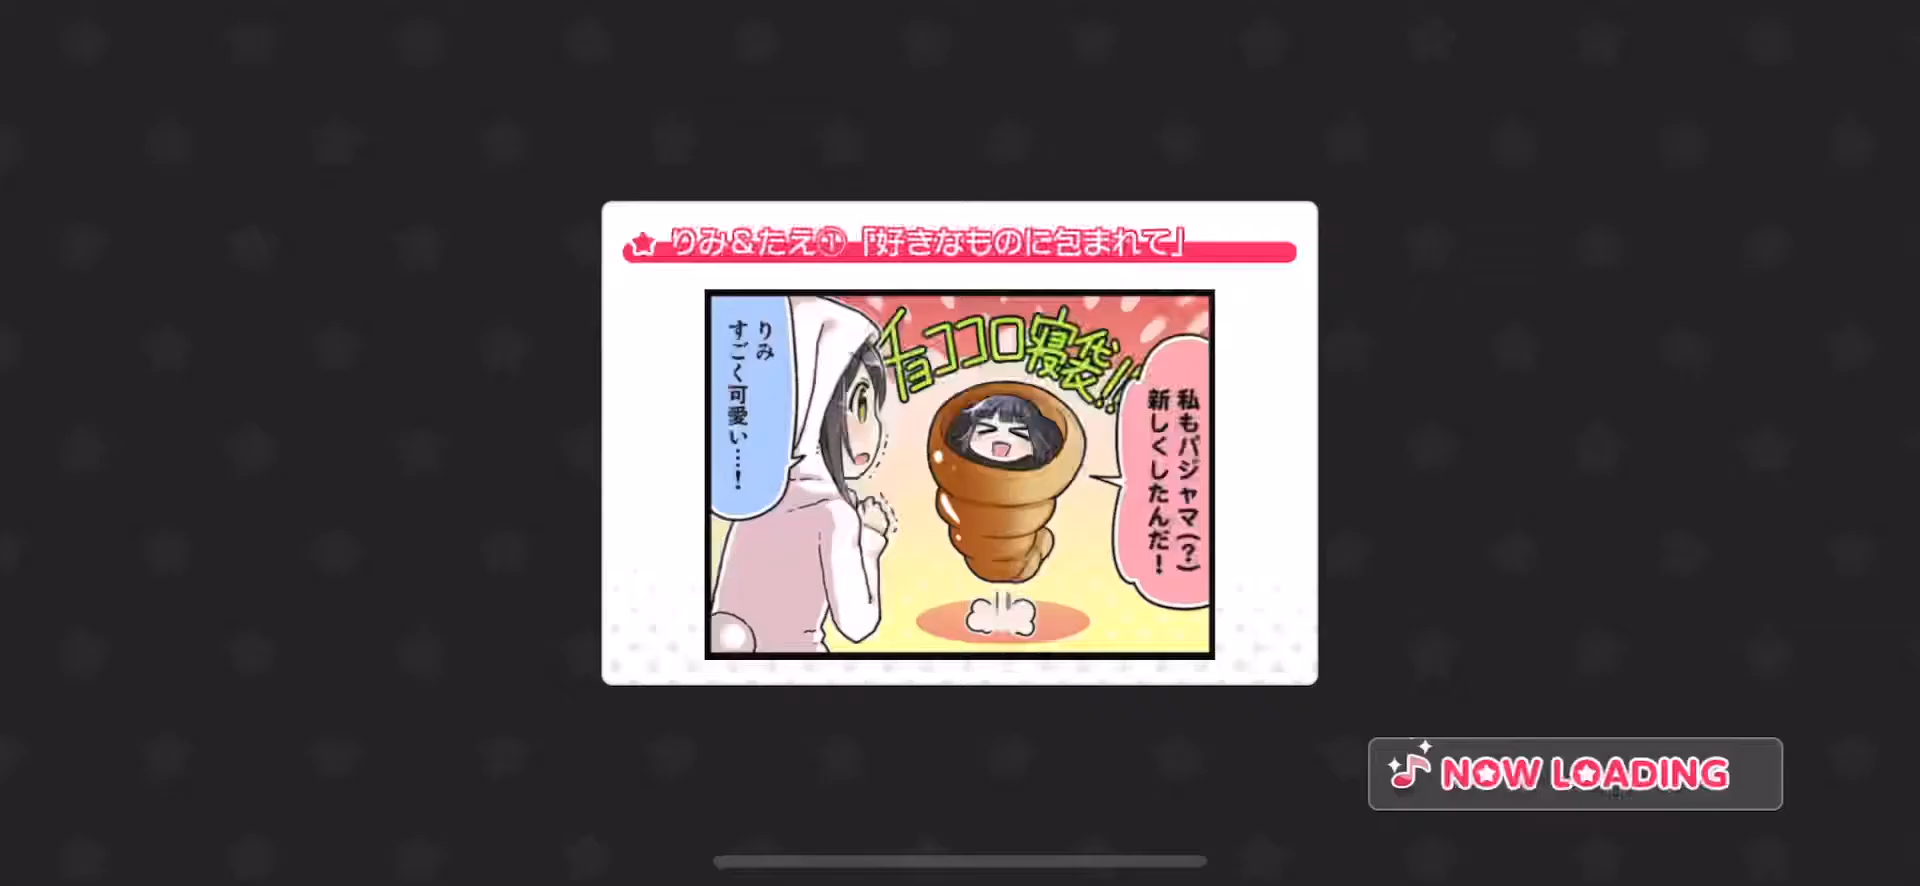 りみ＆たえ①「好きなものに包まれて」
チョココロ寝袋!!
私もパジャマ(?)
新しくしたんだ！
りみ
すごく可愛い…！
NOW LOADING